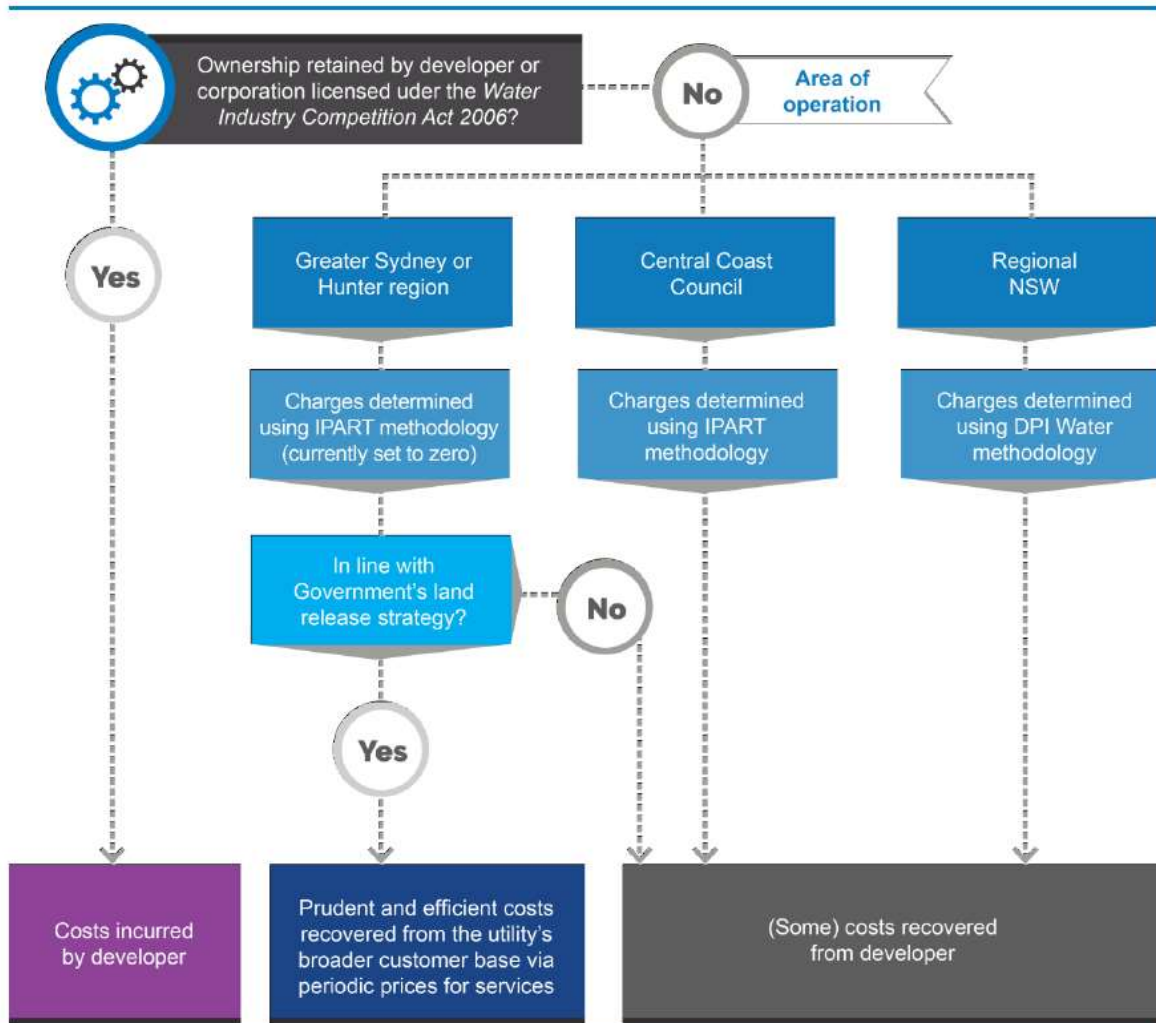 Ownership retained by developer or
corporation licensed uder the Water
Industry Competition Act 2006?
No
Area of
operation
Yes
Greater Sydney or
Hunter region
Central Coast
Council
Regional
NSW
Charges determined
using IPART methodology
(currently set to zero)
Charges determined
using IPART
methodology
Charges determined
using DPI Water
methodology
In line with
Government's land
release strategy?
No
Yes
Costs incurred
by developer
Prudent and efficient costs
recovered from the utility's
broader customer base via
periodic prices for services
(Some) costs recovered
from developer